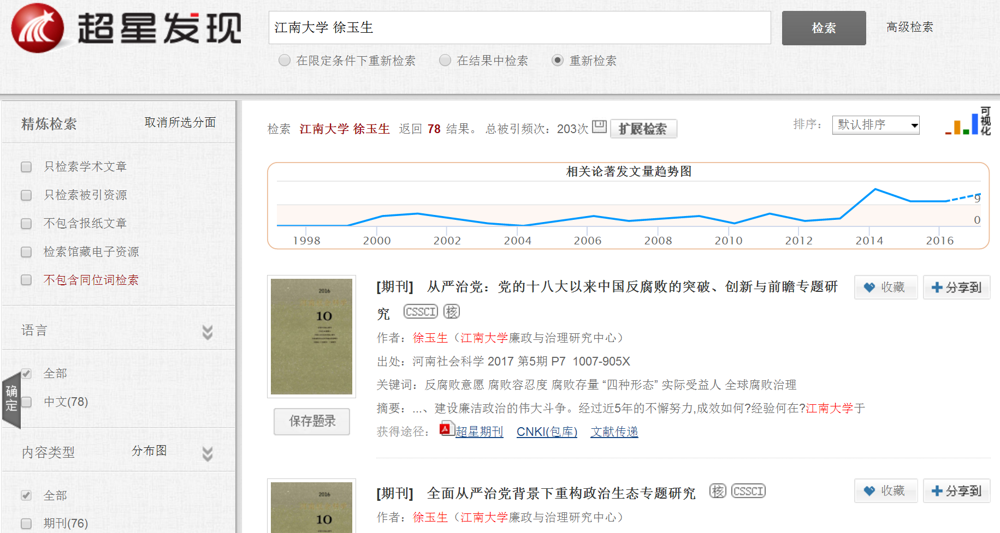 超星发现
江南大学 徐玉生
检索
高级检索
在限定条件下重新检索
在结果中检索
重新检索
精炼检索
取消所选分面
只检索学术文章
只检索被引资源
不包含报纸文章
检索馆藏电子资源
不包含同位词检索
语言
全部
中文(78)
确定
内容类型
分布图
全部
期刊(76)
检索 江南大学 徐玉生 返回 78 结果。 总被引频次：203次
扩展检索
排序：
默认排序
可视化
相关论著发文量趋势图
9
0
1998 2000 2002 2004 2006 2008 2010 2012 2014 2016
2016
10
保存题录
[期刊] 从严治党：党的十八大以来中国反腐败的突破、创新与前瞻专题研
究 CSSCI 核
收藏
分享到
作者：徐玉生（江南大学廉政与治理研究中心）
出处：河南社会科学 2017 第5期 P7 1007-905X
关键词：反腐败意愿 腐败容忍度 腐败存量 “四种形态” 实际受益人 全球腐败治理
摘要：...、建设廉洁政治的伟大斗争。经过近5年的不懈努力,成效如何?经验何在?江南大学于
获得途径： 超星期刊 CNKI(包库) 文献传递
2016
10
[期刊] 全面从严治党背景下重构政治生态专题研究 核 CSSCI
收藏
分享到
作者：徐玉生（江南大学廉政与治理研究中心）